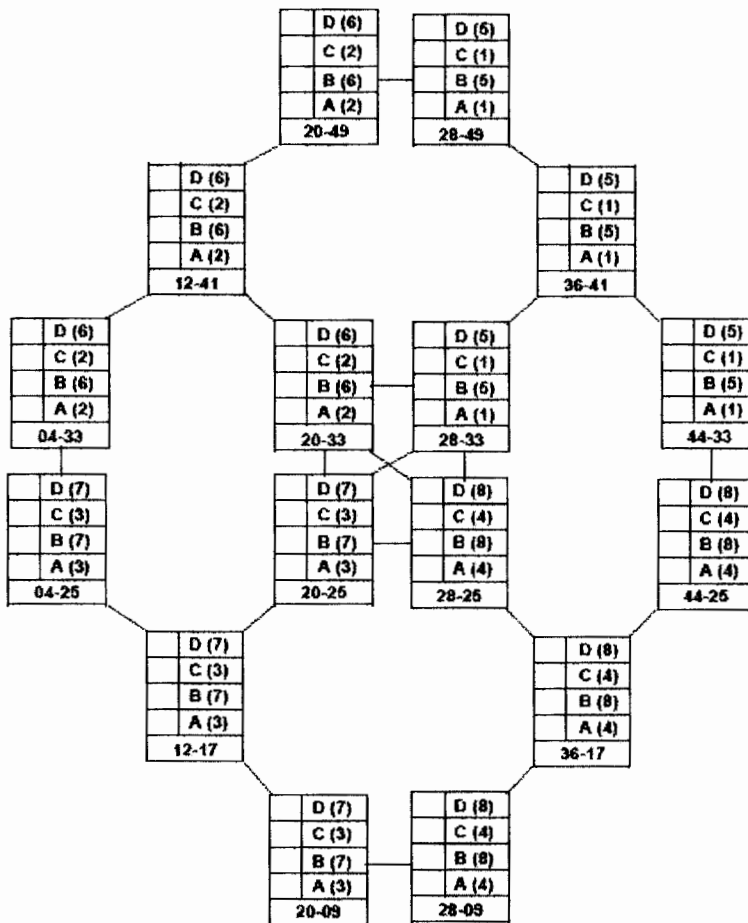 D (6)
C (2)
B (6)
A (2)
20-49
D (5)
C (1)
B (5)
A (1)
28-49
D (6)
C (2)
B (6)
A (2)
12-41
D (5)
C (1)
B (5)
A (1)
36-41
D (6)
C (2)
B (6)
A (2)
04-33
D (6)
C (2)
B (6)
A (2)
20-33
D (5)
C (1)
B (5)
A (1)
28-33
D (5)
C (1)
B (5)
A (1)
44-33
D (7)
C (3)
B (7)
A (3)
04-25
D (7)
C (3)
B (7)
A (3)
20-25
D (8)
C (4)
B (8)
A (4)
28-25
D (8)
C (4)
B (8)
A (4)
44-25
D (7)
C (3)
B (7)
A (3)
12-17
D (8)
C (4)
B (8)
A (4)
36-17
D (7)
C (3)
B (7)
A (3)
20-09
D (8)
C (4)
B (8)
A (4)
28-09